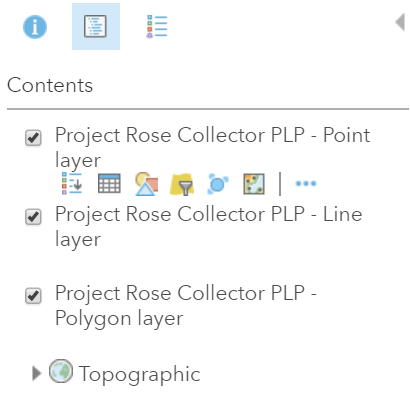 Contents
Project Rose Collector PLP - Point
layer
Project Rose Collector PLP - Line
layer
Project Rose Collector PLP -
Polygon layer
Topographic